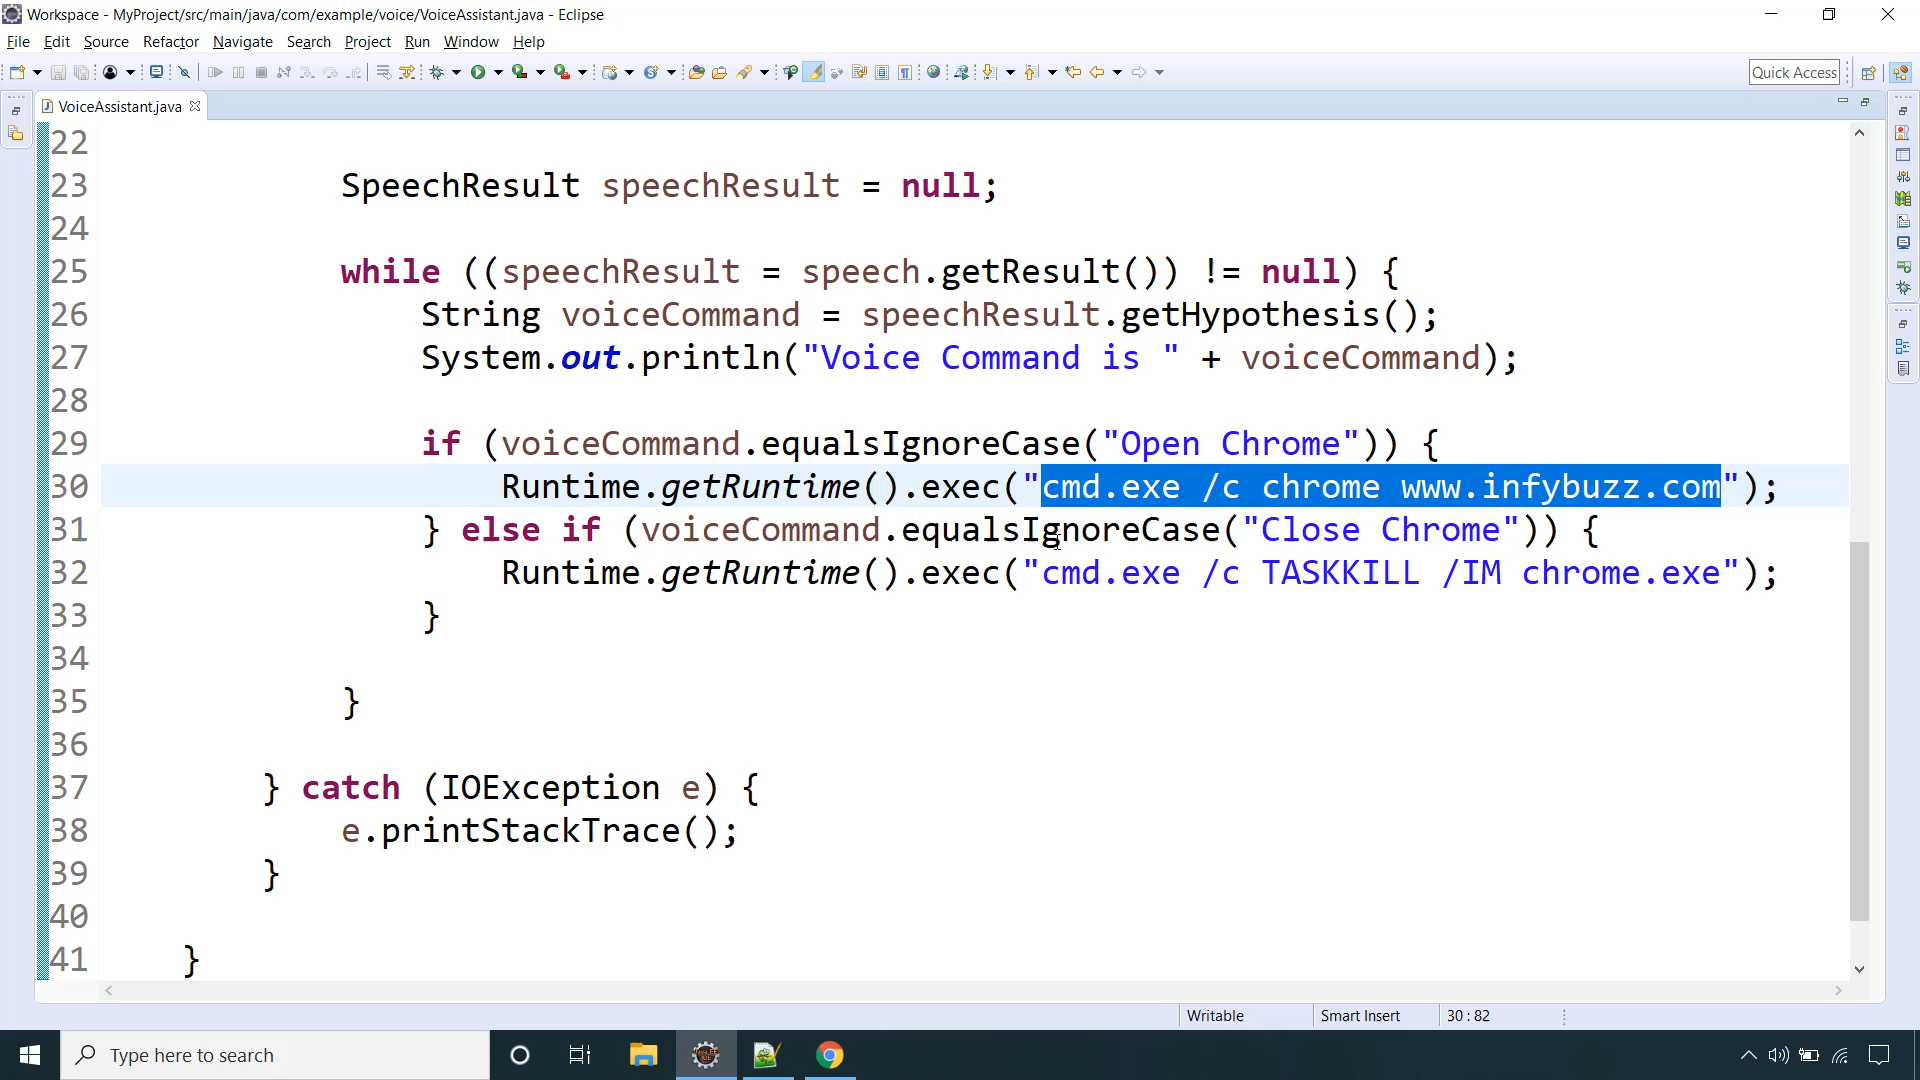 Workspace - MyProject/src/main/java/com/example/voice/VoiceAssistant.java - Eclipse
File Edit Source Refactor Navigate Search Project Run Window Help
Quick Access
VoiceAssistant.java
22
23 SpeechResult speechResult = null;
24
25 while ((speechResult = speech.getResult()) != null) {
26 String voiceCommand = speechResult.getHypothesis();
27 System.out.println("Voice Command is " + voiceCommand);
28
29 if (voiceCommand.equalsIgnoreCase("Open Chrome")) {
30 Runtime.getRuntime().exec("cmd.exe /c chrome www.infybuzz.com");
31 } else if (voiceCommand.equalsIgnoreCase("Close Chrome")) {
32 Runtime.getRuntime().exec("cmd.exe /c TASKKILL /IM chrome.exe");
33 }
34
35 }
36
37 } catch (IOException e) {
38 e.printStackTrace();
39 }
40
41 }
Writable Smart Insert 30 : 82
Type here to search